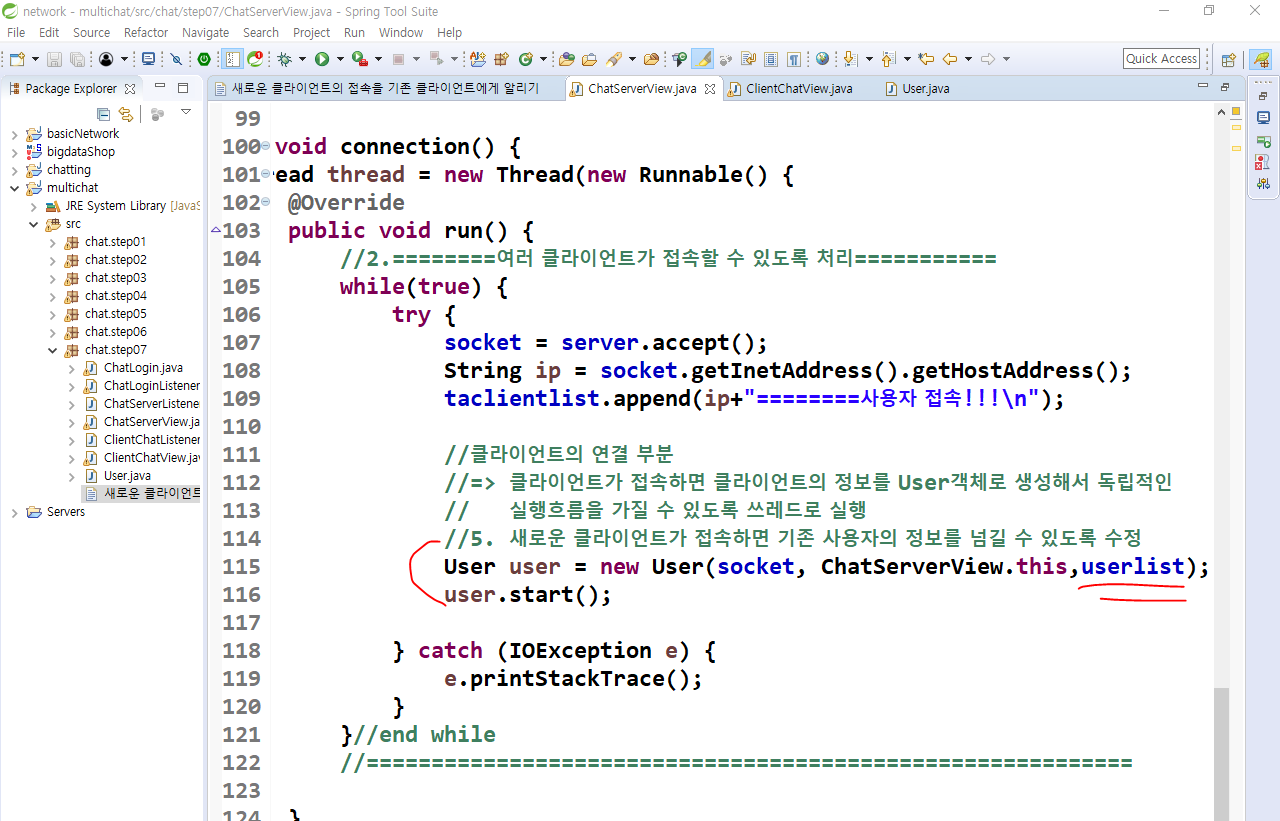 network - multichat/src/chat/step07/ChatServerView.java - Spring Tool Suite
File Edit Source Refactor Navigate Search Project Run Window Help
Quick Access
Package Explorer
새로운 클라이언트의 접속을 기존 클라이언트에게 알리기
ChatServerView.java
ClientChatView.java
User.java
basicNetwork
bigdataShop
chatting
multichat
JRE System Library [JavaS
src
chat.step01
chat.step02
chat.step03
chat.step04
chat.step05
chat.step06
chat.step07
ChatLogin.java
ChatLoginListener
ChatServerListene
ChatServerView.ja
ClientChatListener
ClientChatView.jav
User.java
새로운 클라이언트
Servers
99
100 void connection() {
101 ead thread = new Thread(new Runnable() {
102 @Override
103 public void run() {
104 //2.========여러 클라이언트가 접속할 수 있도록 처리===========
105 while(true) {
106 try {
107 socket = server.accept();
108 String ip = socket.getInetAddress().getHostAddress();
109 taclientlist.append(ip+"========사용자 접속!!!\n");
110
111 //클라이언트의 연결 부분
112 //=> 클라이언트가 접속하면 클라이언트의 정보를 User객체로 생성해서 독립적인
113 // 실행흐름을 가질 수 있도록 쓰레드로 실행
114 //5. 새로운 클라이언트가 접속하면 기존 사용자의 정보를 넘길 수 있도록 수정
115 User user = new User(socket, ChatServerView.this,userlist);
116 user.start();
117
118 } catch (IOException e) {
119 e.printStackTrace();
120 }
121 }//end while
122 //===========================================================
123
124 }